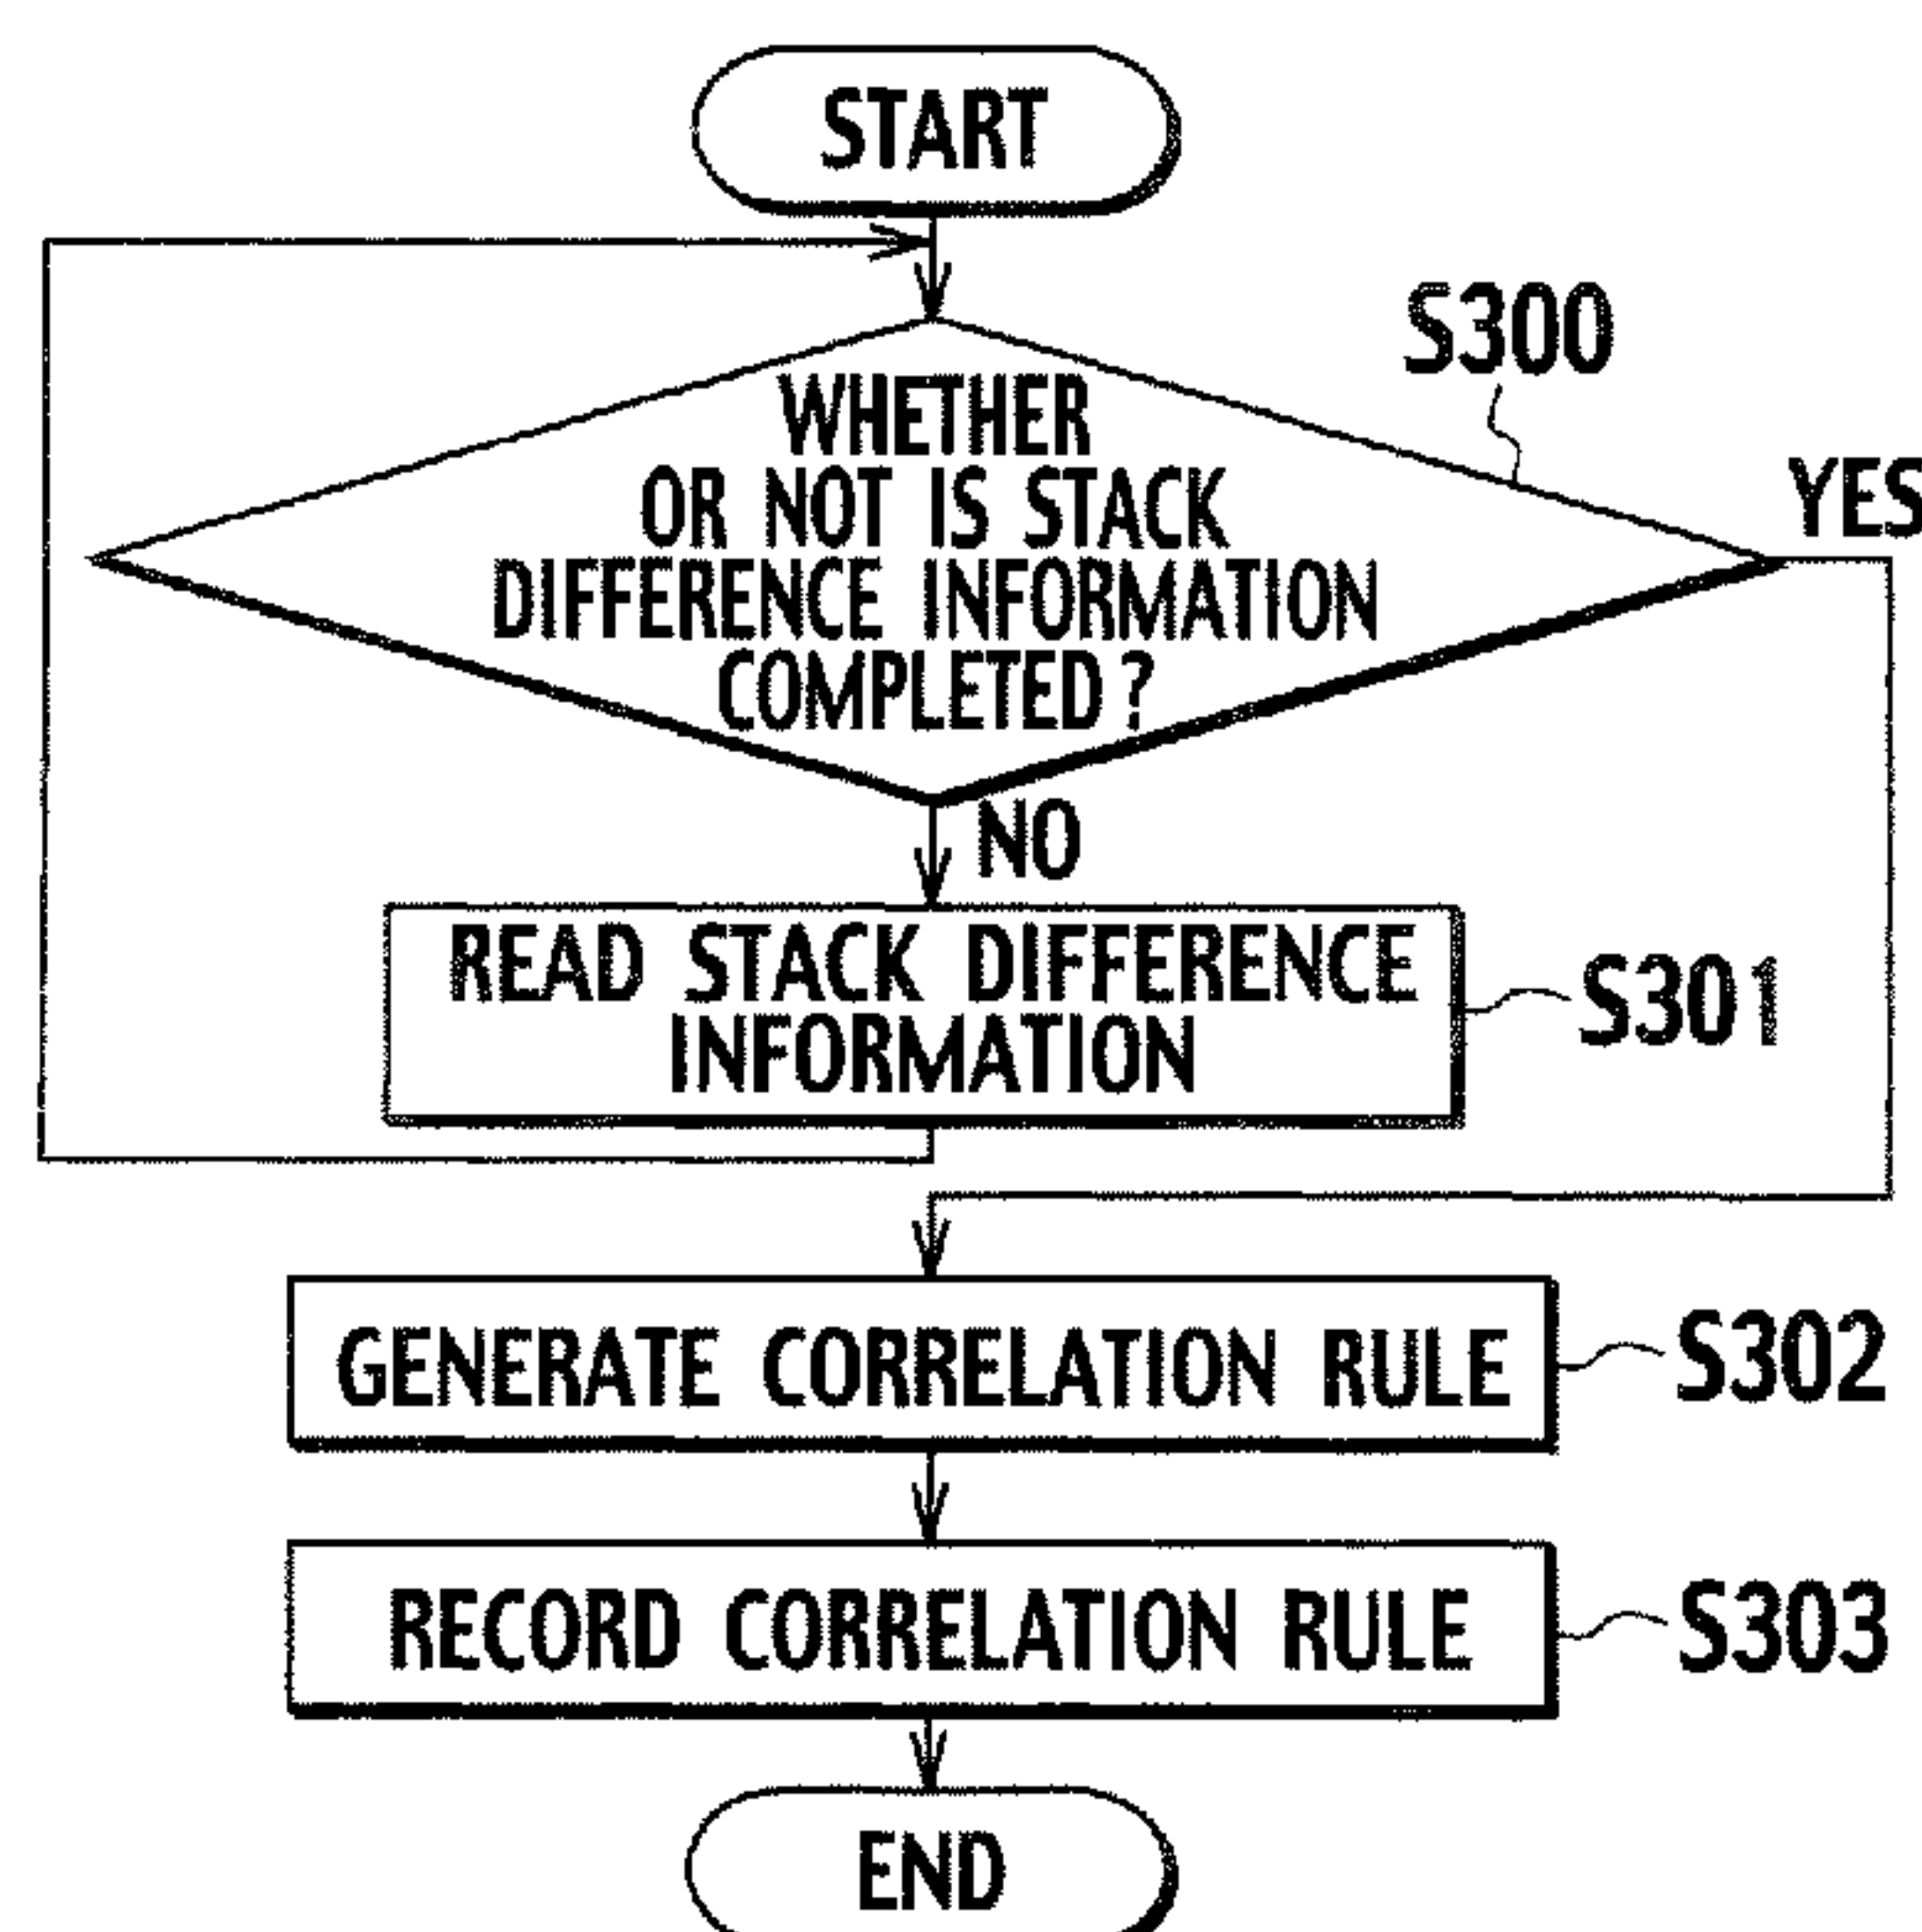 START
S300
WHETHER
OR NOT IS STACK
DIFFERENCE INFORMATION
COMPLETED?
YES
NO
READ STACK DIFFERENCE
INFORMATION
S301
GENERATE CORRELATION RULE
S302
RECORD CORRELATION RULE
S303
END